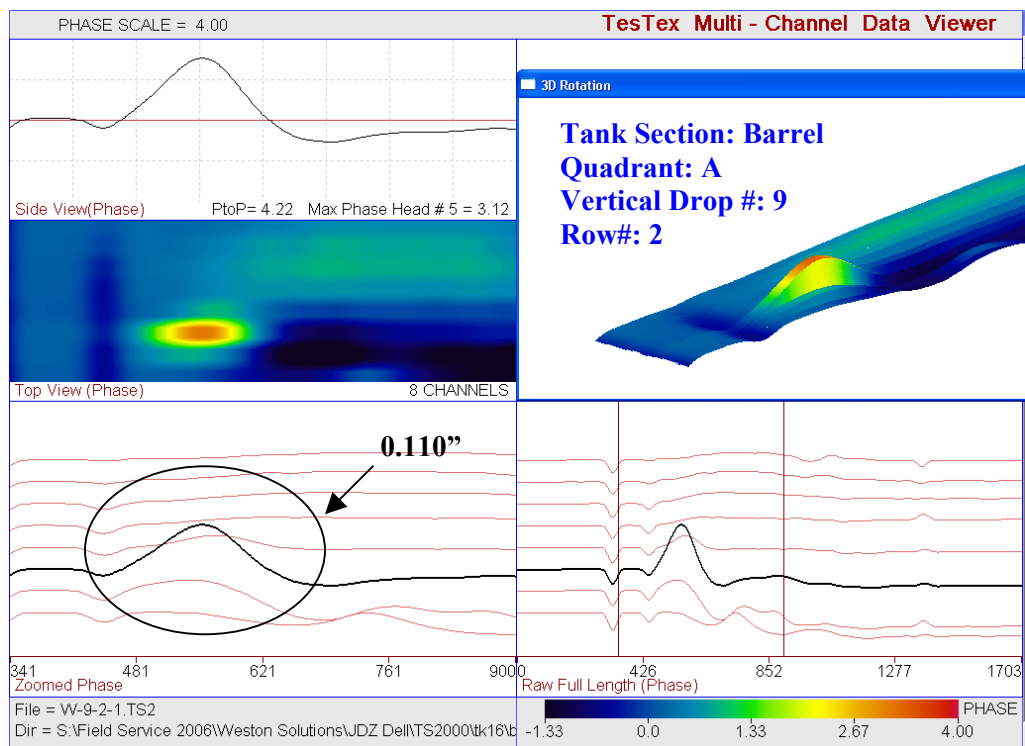 PHASE SCALE = 4.00
TesTex Multi - Channel Data Viewer
3D Rotation
Tank Section: Barrel
Quadrant: A
Vertical Drop #: 9
Row#: 2
Side View(Phase) PtoP= 4.22 Max Phase Head # 5 = 3.12
Top View (Phase) 8 CHANNELS
0.110”
341 481 621 761 900
Zoomed Phase
0 426 852 1277 1703
Raw Full Length (Phase)
File = W-9-2-1.TS2
Dir = S:\Field Service 2006\Weston Solutions\JDZ Dell\TS2000\tk16\b
PHASE
-1.33 0.0 1.33 2.67 4.00